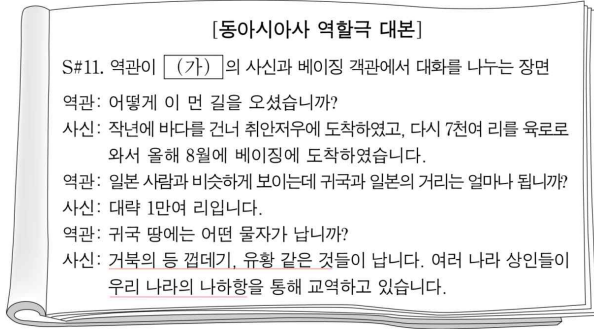 [동아시아사 역할극 대본]
S#11. 역관이 (가) 의 사신과 베이징 객관에서 대화를 나누는 장면
역관: 어떻게 이 먼 길을 오셨습니까?
사신: 작년에 바다를 건너 취안저우에 도착하였고, 다시 7천여 리를 육로로
와서 올해 8월에 베이징에 도착하였습니다.
역관: 일본 사람과 비슷하게 보이는데 귀국과 일본의 거리는 얼마나 됩니까?
사신: 대략 1만여 리입니다.
역관: 귀국 땅에는 어떤 물자가 납니까?
사신: 거북의 등 껍데기, 유황 같은 것들이 납니다. 여러 나라 상인들이
우리 나라의 나하항을 통해 교역하고 있습니다.